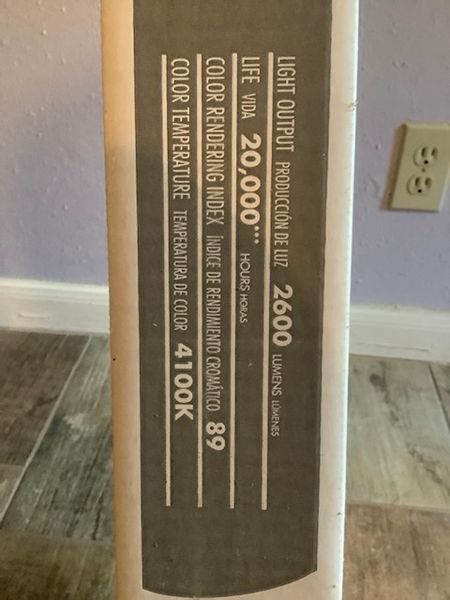 LIGHT OUTPUT PRODUCCIÓN DE LUZ 2600 LUMENS LÚMENES
LIFE VIDA 20,000*** HOURS HORAS
COLOR RENDERING INDEX ÍNDICE DE RENDIMIENTO CROMÁTICO 89
COLOR TEMPERATURE TEMPERATURA DE COLOR 4100K